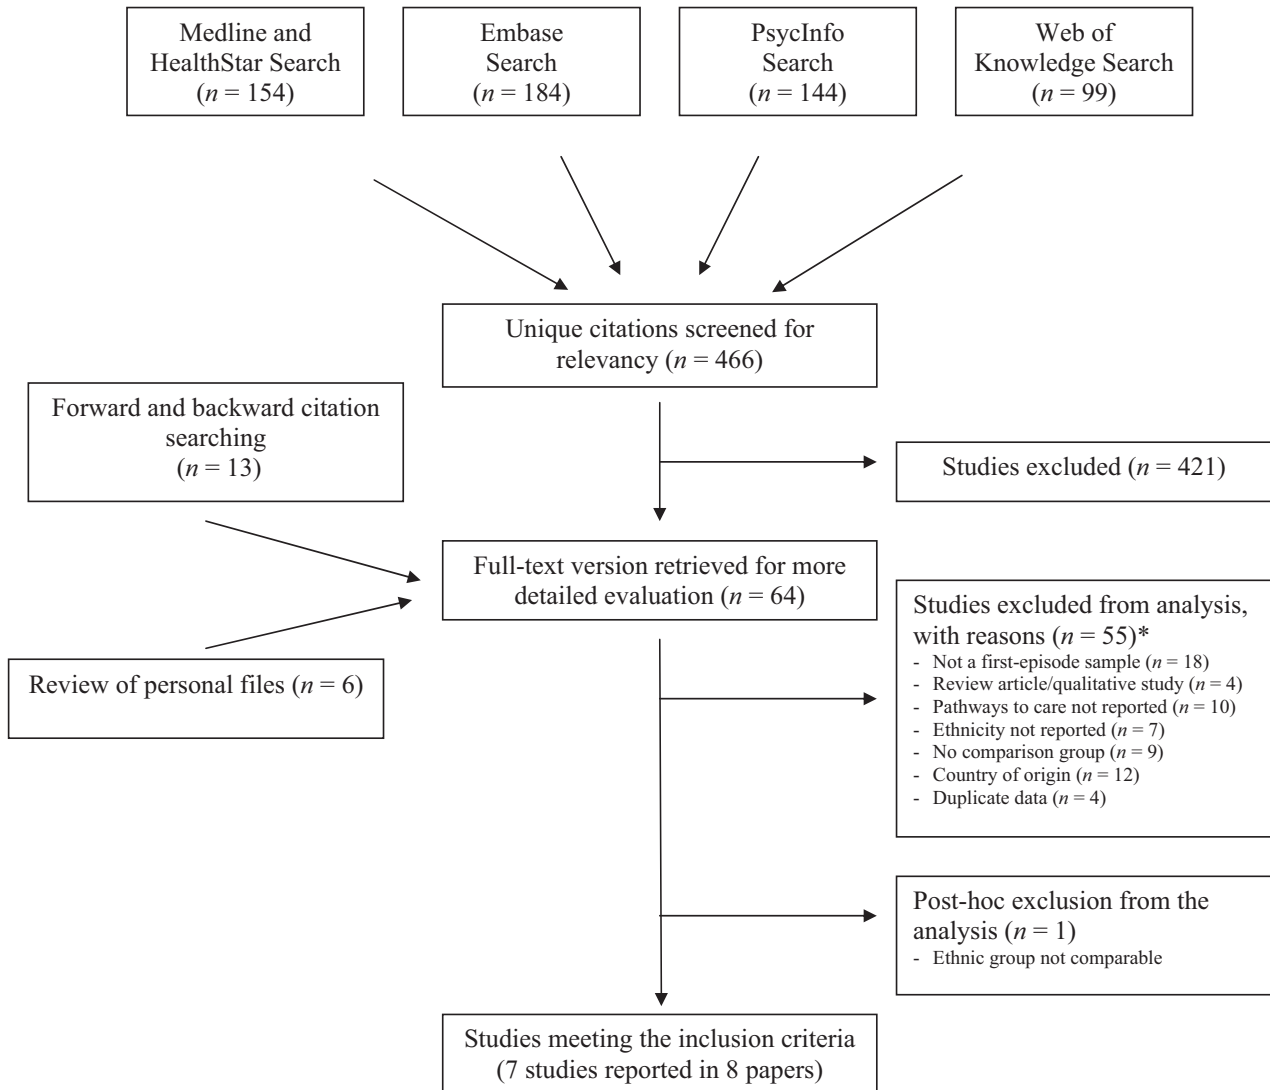 Medline and
HealthStar Search
(n = 154)
Embase
Search
(n = 184)
PsycInfo
Search
(n = 144)
Web of
Knowledge Search
(n = 99)
Unique citations screened for
relevancy (n = 466)
Forward and backward citation
searching
(n = 13)
Studies excluded (n = 421)
Full-text version retrieved for more
detailed evaluation (n = 64)
Review of personal files (n = 6)
Studies excluded from analysis,
with reasons (n = 55)*
- Not a first-episode sample (n = 18)
- Review article/qualitative study (n = 4)
- Pathways to care not reported (n = 10)
- Ethnicity not reported (n = 7)
- No comparison group (n = 9)
- Country of origin (n = 12)
- Duplicate data (n = 4)
Post-hoc exclusion from the
analysis (n = 1)
- Ethnic group not comparable
Studies meeting the inclusion criteria
(7 studies reported in 8 papers)